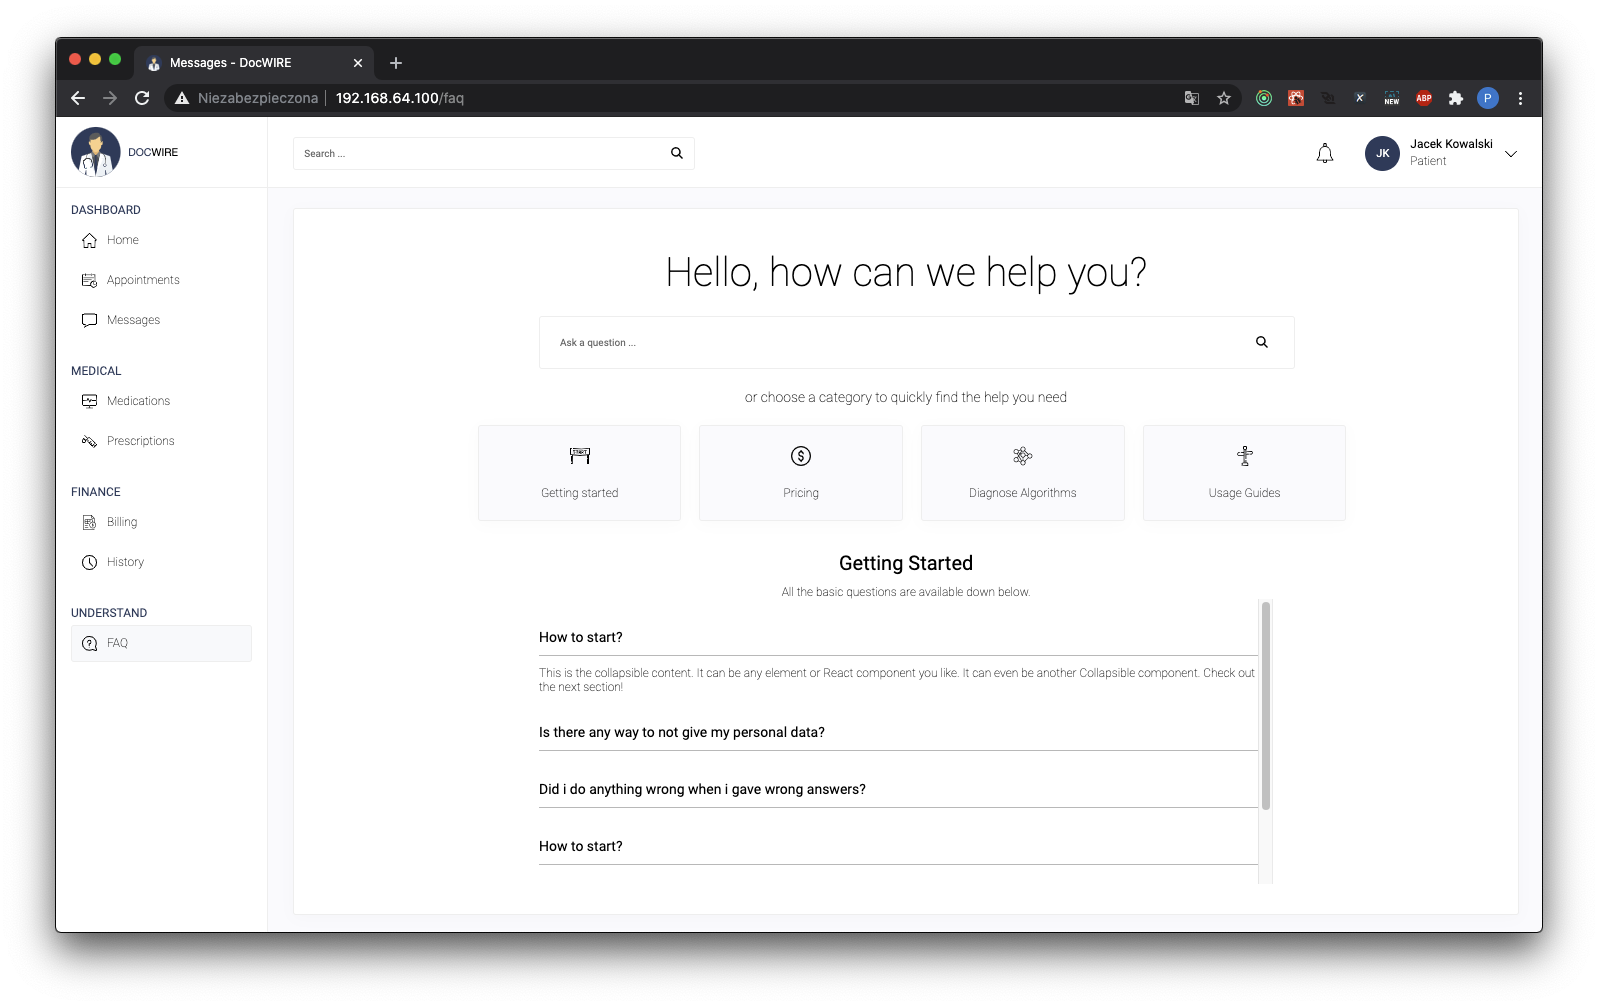 Messages - DocWIRE
Niezabezpieczona
192.168.64.100/faq
NEW
ABP
P
DOCWIRE
Search ...
JK
Jacek Kowalski
Patient
DASHBOARD
Home
Appointments
Messages
MEDICAL
Medications
Prescriptions
FINANCE
Billing
History
UNDERSTAND
FAQ
Hello, how can we help you?
Ask a question ...
or choose a category to quickly find the help you need
START
Getting started
Pricing
Diagnose Algorithms
Usage Guides
Getting Started
All the basic questions are available down below.
How to start?
This is the collapsible content. It can be any element or React component you like. It can even be another Collapsible component. Check out
the next section!
Is there any way to not give my personal data?
Did i do anything wrong when i gave wrong answers?
How to start?